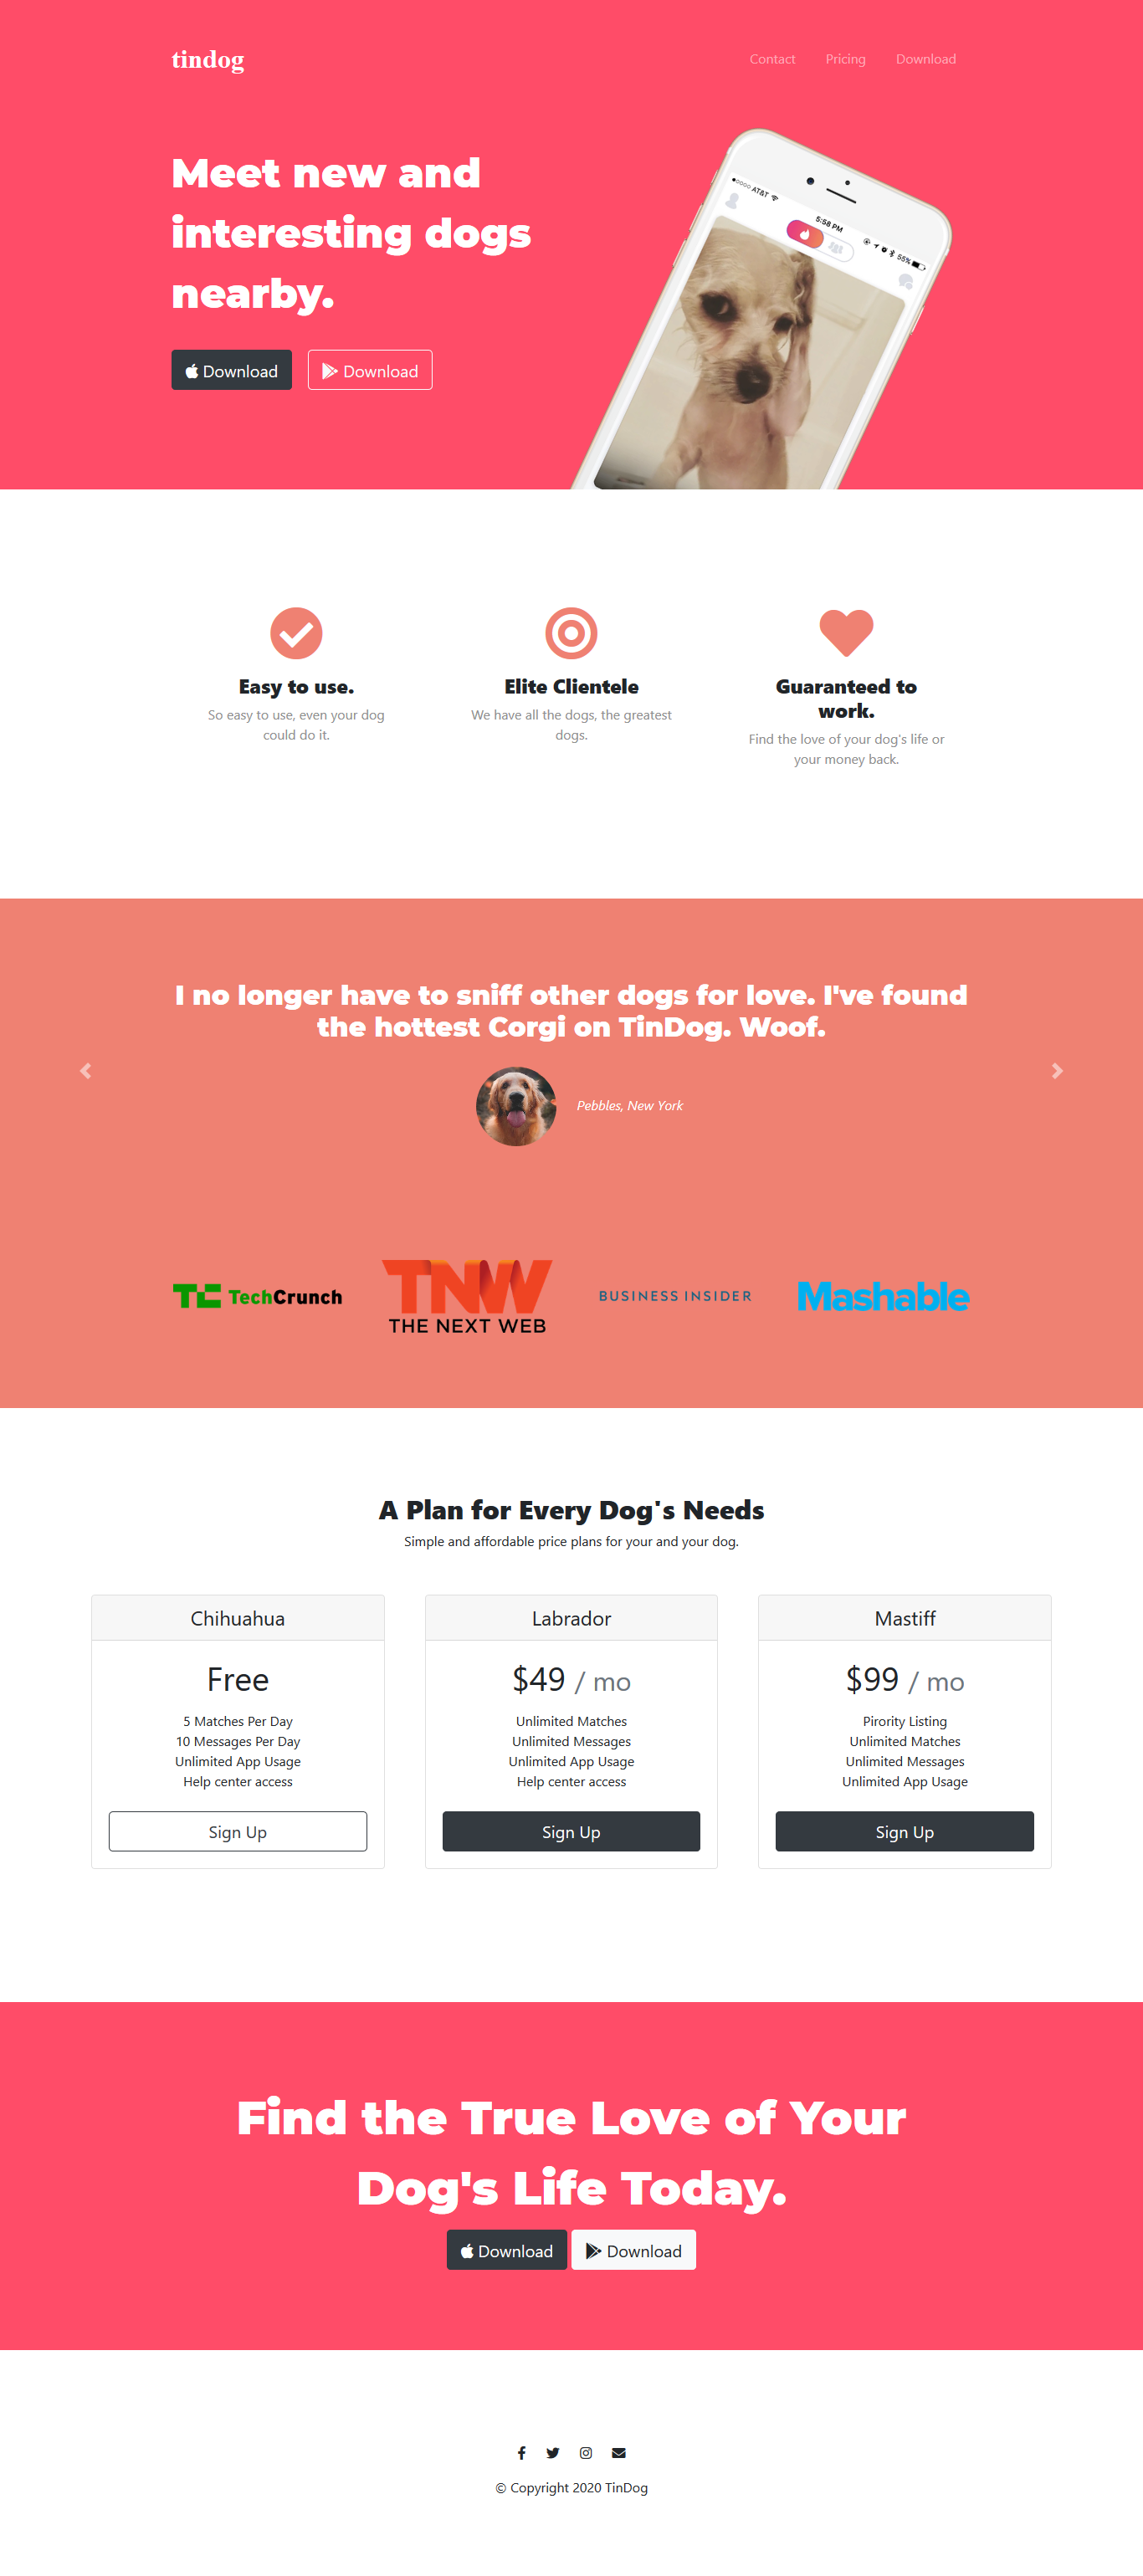 tindog
Contact Pricing Download
Meet new and
interesting dogs
nearby.
Download Download
AT&T 5:58 PM 55%
Easy to use.
So easy to use, even your dog
could do it.
Elite Clientele
We have all the dogs, the greatest
dogs.
Guaranteed to
work.
Find the love of your dog's life or
your money back.
I no longer have to sniff other dogs for love. I've found
the hottest Corgi on TinDog. Woof.
Pebbles, New York
TC TechCrunch
TNW
THE NEXT WEB
BUSINESS INSIDER
Mashable
A Plan for Every Dog's Needs
Simple and affordable price plans for your and your dog.
Chihuahua
Free
5 Matches Per Day
10 Messages Per Day
Unlimited App Usage
Help center access
Sign Up
Labrador
$49 / mo
Unlimited Matches
Unlimited Messages
Unlimited App Usage
Help center access
Sign Up
Mastiff
$99 / mo
Pirority Listing
Unlimited Matches
Unlimited Messages
Unlimited App Usage
Sign Up
Find the True Love of Your
Dog's Life Today.
Download Download
© Copyright 2020 TinDog